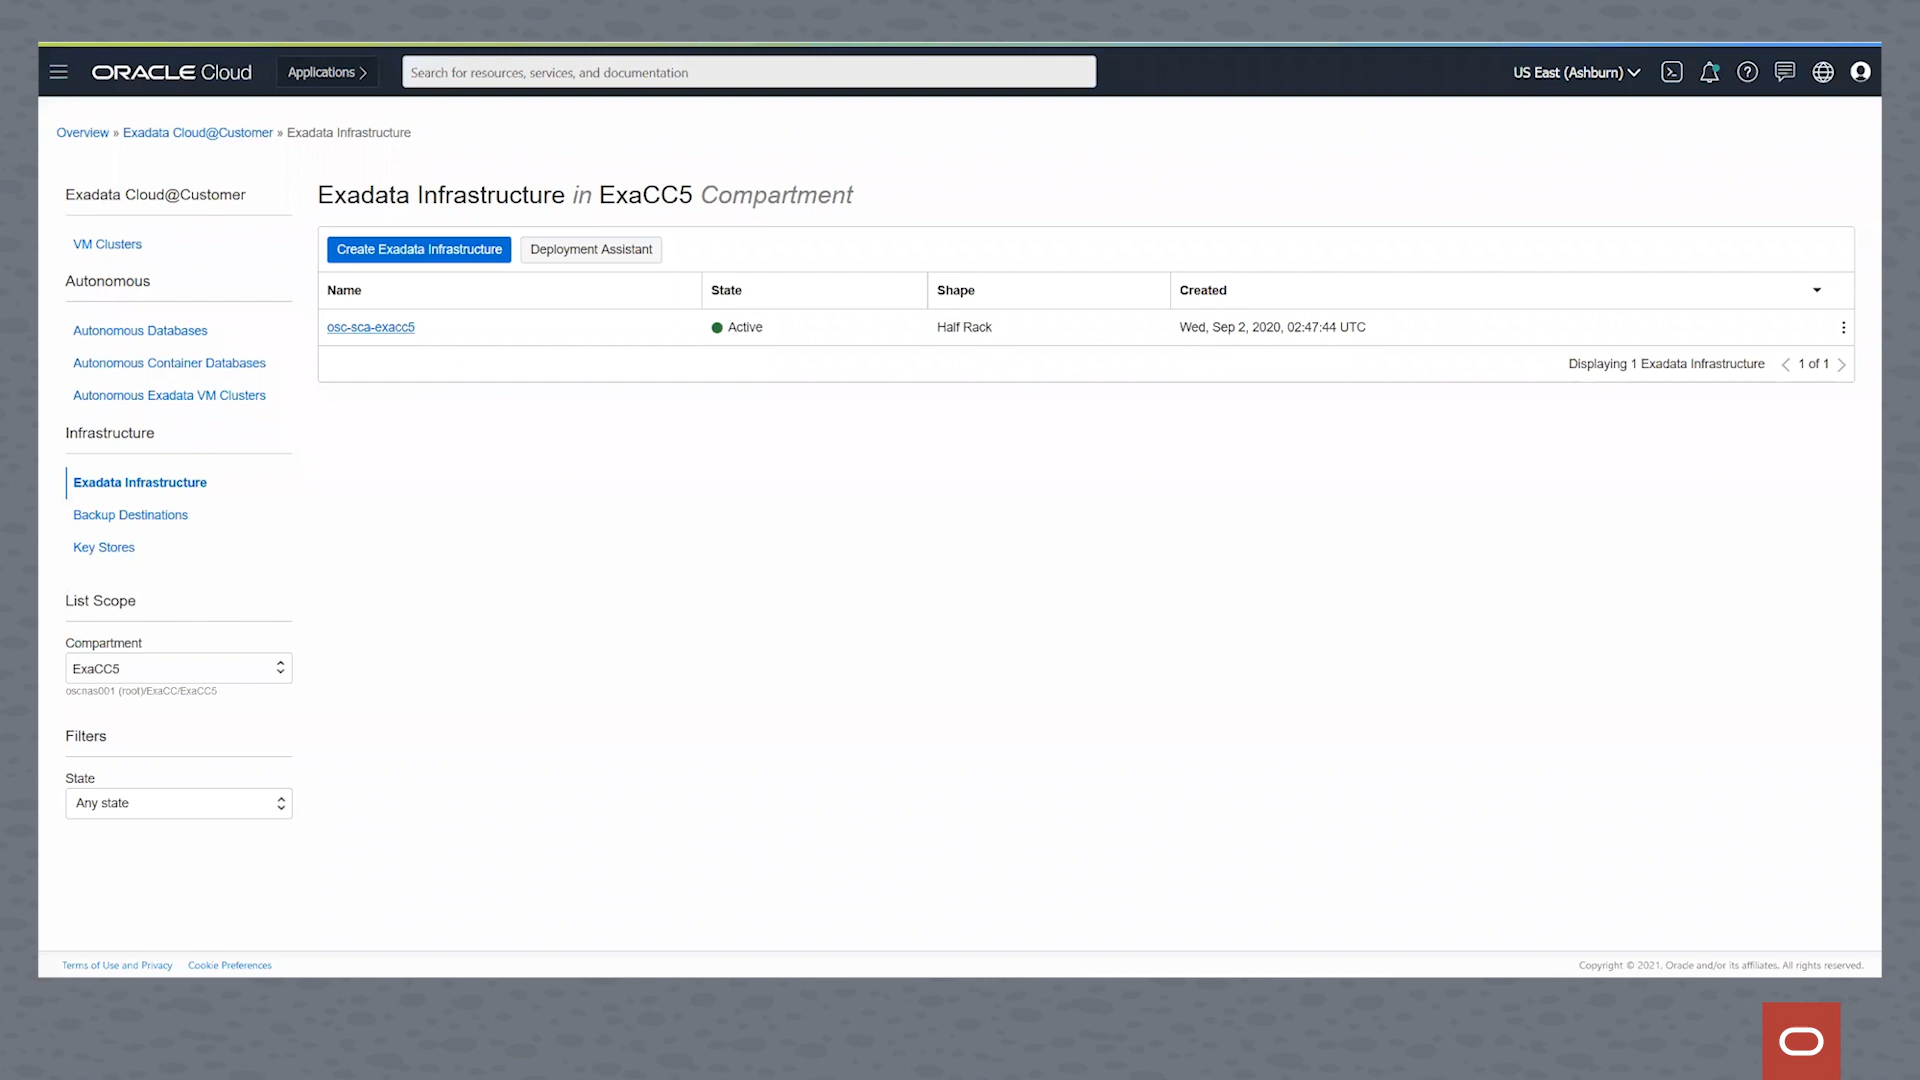 ORACLE Cloud
Applications
Search for resources, services, and documentation
US East (Ashburn)
Overview » Exadata Cloud@Customer » Exadata Infrastructure
Exadata Cloud@Customer
VM Clusters
Autonomous
Autonomous Databases
Autonomous Container Databases
Autonomous Exadata VM Clusters
Infrastructure
Exadata Infrastructure
Backup Destinations
Key Stores
List Scope
Compartment
ExaCC5
oscnas001 (root)/ExaCC/ExaCC5
Filters
State
Any state
Exadata Infrastructure in ExaCC5 Compartment
Create Exadata Infrastructure Deployment Assistant
Name State Shape Created
osc-sca-exacc5 Active Half Rack Wed, Sep 2, 2020, 02:47:44 UTC
Displaying 1 Exadata Infrastructure 1 of 1
Terms of Use and Privacy Cookie Preferences
Copyright © 2021, Oracle and/or its affiliates. All rights reserved.